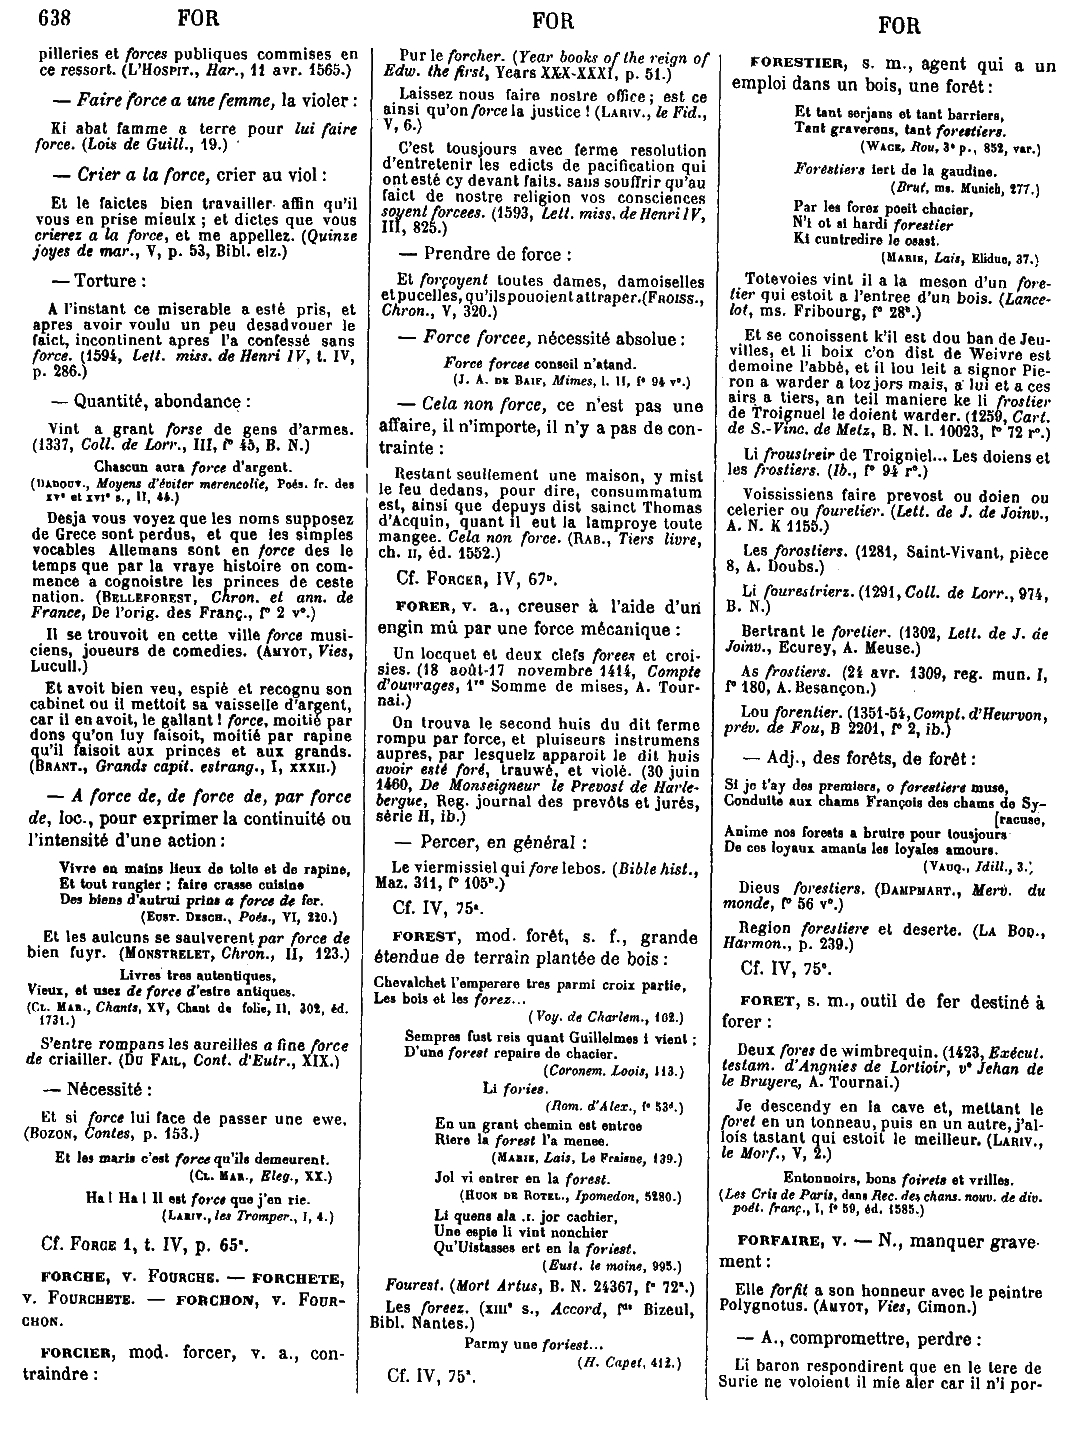 638 FOR FOR FOR
pilleries et forces publiques commises en
ce ressort. (L'Hospit., Har., 11 avr. 1565.)
— Faire force a une femme, la violer :
Ki abat famme a terre pour lui faire
force. (Lois de Guill., 19.)
— Crier a la force, crier au viol :
Et le faictes bien travailler affin qu'il
vous en prise mieulx ; et dictes que vous
crierez a la force, et me appellez. (Quinze
joyes de mar., V, p. 53, Bibl. elz.)
— Torture :
A l'instant ce miserable a esté pris, et
apres avoir voulu un peu desadvouer le
faict, incontinent apres l'a confessé sans
force. (1594, Lett. miss. de Henri IV, t. IV,
p. 286.)
— Quantité, abondance :
Vint a grant forse de gens d'armes.
(1337, Coll. de Lorr., III, f° 45, B. N.)
Chascun aura force d'argent.
(Dadouv., Moyens d'éviter merencolie, Poés. fr. des
xv° et xvi° s., II, 44.)
Desja vous voyez que les noms supposez
de Grece sont perdus, et que les simples
vocables Allemans sont en force des le
temps que par la vraye histoire on com-
mence a cognoistre les princes de ceste
nation. (Belleforest, Chron. et ann. de
France, De l'orig. des Franç., f° 2 v°.)
Il se trouvoit en cette ville force musi-
ciens, joueurs de comedies. (Amyot, Vies,
Lucull.)
Et avoit bien veu, espié et recognu son
cabinet ou il mettoit sa vaisselle d'argent,
car il en avoit, le gallant ! force, moitié par
dons qu'on luy faisoit, moitié par rapine
qu'il faisoit aux princes et aux grands.
(Brant., Grands capit. estrang., I, xxxii.)
— A force de, de force de, par force
de, loc., pour exprimer la continuité ou
l'intensité d'une action :
Vivre en mains lieux de tolte et de rapine,
Et tout rungier ; faire crasse cuisine
Des biens d'autrui prins a force de fer.
(Eust. Desch., Poés., VI, 220.)
Et les aulcuns se saulverent par force de
bien fuyr. (Monstrelet, Chron., II, 123.)
Livres tres autentiques,
Vieux, et usez de force d'estre antiques.
(Cl. Mar., Chants, XV, Chant de folie, II, 302, éd.
1731.)
S'entre rompans les aureilles a fine force
de criailler. (Du Fail, Cont. d'Eutr., XIX.)
— Nécessité :
Et si force lui face de passer une ewe.
(Bozon, Contes, p. 153.)
Et les maris c'est force qu'ils demeurent.
(Cl. Mar., Eleg., XX.)
Ha ! Ha ! Il est force que j'en rie.
(Lariv., les Tromper., I, 4.)
Cf. Force 1, t. IV, p. 65ᵃ.
FORCHE, v. Fourche. — FORCHETE,
v. Fourchete. — FORCHON, v. Four-
chon.
FORCIER, mod. forcer, v. a., con-
traindre :
Pur le forcher. (Year books of the reign of
Edw. the first, Years XXX-XXXI, p. 51.)
Laissez nous faire nostre office ; est ce
ainsi qu'on force la justice ! (Lariv., le Fid.,
V, 6.)
C'est tousjours avec ferme resolution
d'entretenir les edicts de pacification qui
ont esté cy devant faits. sans souffrir qu'au
faict de nostre religion vos consciences
soyent forcees. (1593, Lett. miss. de Henri IV,
III, 825.)
— Prendre de force :
Et forçoyent toutes dames, damoiselles
et pucelles, qu'ils pouoient attraper. (Froiss.,
Chron., V, 320.)
— Force forcee, nécessité absolue :
Force forcee conseil n'atand.
(J. A. de Baif, Mimes, l. II, f° 94 v°.)
— Cela non force, ce n'est pas une
affaire, il n'importe, il n'y a pas de con-
trainte :
Restant seullement une maison, y mist
le feu dedans, pour dire, consummatum
est, ainsi que depuys dist sainct Thomas
d'Acquin, quant il eut la lamproye toute
mangee. Cela non force. (Rab., Tiers livre,
ch. ii, éd. 1552.)
Cf. Forcer, IV, 67ᵇ.
FORER, v. a., creuser à l'aide d'un
engin mû par une force mécanique :
Un locquet et deux clefs forees et croi-
sies. (18 août-17 novembre 1414, Compte
d'ouvrages, 1ʳᵉ Somme de mises, A. Tour-
nai.)
On trouva le second huis du dit ferme
rompu par force, et pluiseurs instrumens
aupres, par lesquelz apparoit le dit huis
avoir esté foré, trauwé, et violé. (30 juin
1460, De Monseigneur le Prevost de Harle-
bergue, Reg. journal des prevôts et jurés,
série II, ib.)
— Percer, en général :
Le viermissiel qui fore le bos. (Bible hist.,
Maz. 311, f° 105ᵇ.)
Cf. IV, 75ᵃ.
FOREST, mod. forêt, s. f., grande
étendue de terrain plantée de bois :
Chevalchet l'emperere tres parmi croix partie,
Les bois et les forez...
(Voy. de Charlem., 102.)
Sempres fust reis quant Guillelmes i vient ;
D'une forest repaire de chacier.
(Coronem. Loois, 113.)
Li fories.
(Rom. d'Alex., f° 53ᵈ.)
En un grant chemin est entree
Riere la forest l'a menee.
(Marie, Lais, Le Fraisne, 139.)
Jol vi entrer en la forest.
(Huon de Rotel., Ipomedon, 5280.)
Li quens ala .i. jor cachier,
Une espie li vint nonchier
Qu'Uistasses ert en la foriest.
(Eust. le moine, 995.)
Fourest. (Mort Artus, B. N. 24367, f° 72ᵃ.)
Les foreez. (xiii° s., Accord, fᵈˢ Bizeul,
Bibl. Nantes.)
Parmy une foriest...
(H. Capet, 412.)
Cf. IV, 75ᵃ.
FORESTIER, s. m., agent qui a un
emploi dans un bois, une forêt :
Et tant serjans et tant barriers,
Tant graverens, tant forestiers.
(Wace, Rou, 3° p., 852, var.)
Forestiers iert de la gaudine.
(Brut, ms. Munich, 277.)
Par les forez poeit chacier,
N'i ot si hardi forestier
Ki cuntredire le osast.
(Marie, Lais, Eliduc, 37.)
Totevoies vint il a la meson d'un fore-
tier qui estoit a l'entree d'un bois. (Lance-
lot, ms. Fribourg, f° 28ᵇ.)
Et se conoissent k'il est dou ban de Jeu-
villes, et li boix c'on dist de Weivre est
demoine l'abbé, et il lou leit a signor Pie-
ron a warder a toz jors mais, a lui et a ces
airs a tiers, an teil maniere ke li frostier
de Troignuel le doient warder. (1259, Cart.
de S.-Vinc. de Metz, B. N. l. 10023, f° 72 r°.)
Li froustreir de Troigniel... Les doiens et
les frostiers. (Ib., f° 94 r°.)
Voississiens faire prevost ou doien ou
celerier ou fourelier. (Lett. de J. de Joinv.,
A. N. K 1155.)
Les forostiers. (1281, Saint-Vivant, pièce
8, A. Doubs.)
Li fourestrierz. (1291, Coll. de Lorr., 974,
B. N.)
Bertrant le foretier. (1302, Lett. de J. de
Joinv., Ecurey, A. Meuse.)
As frostiers. (24 avr. 1309, reg. mun. I,
f° 180, A. Besançon.)
Lou forentier. (1351-54, Compt. d'Heurvon,
prév. de Fou, B 2201, f° 2, ib.)
— Adj., des forêts, de forêt :
Si je t'ay des premiers, o forestiere muse,
Conduite aux chams François des chams de Sy-
[racuse,
Anime nos forests a bruire pour tousjours
De ces loyaux amants les loyales amours.
(Vauq., Idill., 3.)
Dieus forestiers. (Dampmart., Merv. du
monde, f° 56 v°.)
Region forestiere et deserte. (La Bod.,
Harmon., p. 239.)
Cf. IV, 75ᶜ.
FORET, s. m., outil de fer destiné à
forer :
Deux fores de wimbrequin. (1423, Exécut.
testam. d'Angnies de Lortioir, vᵉ Jehan de
le Bruyere, A. Tournai.)
Je descendy en la cave et, mettant le
foret en un tonneau, puis en un autre, j'al-
lois tastant qui estoit le meilleur. (Lariv.,
le Morf., V, 2.)
Entonnoirs, bons foirets et vrilles.
(Les Cris de Paris, dans Rec. des chans. nouv. de div.
poét. franç., I, f° 59, éd. 1585.)
FORFAIRE, v. — N., manquer grave-
ment :
Elle forfit a son honneur avec le peintre
Polygnotus. (Amyot, Vies, Cimon.)
— A., compromettre, perdre :
Li baron respondirent que en le tere de
Surie ne voloient il mie aler car il n'i por-